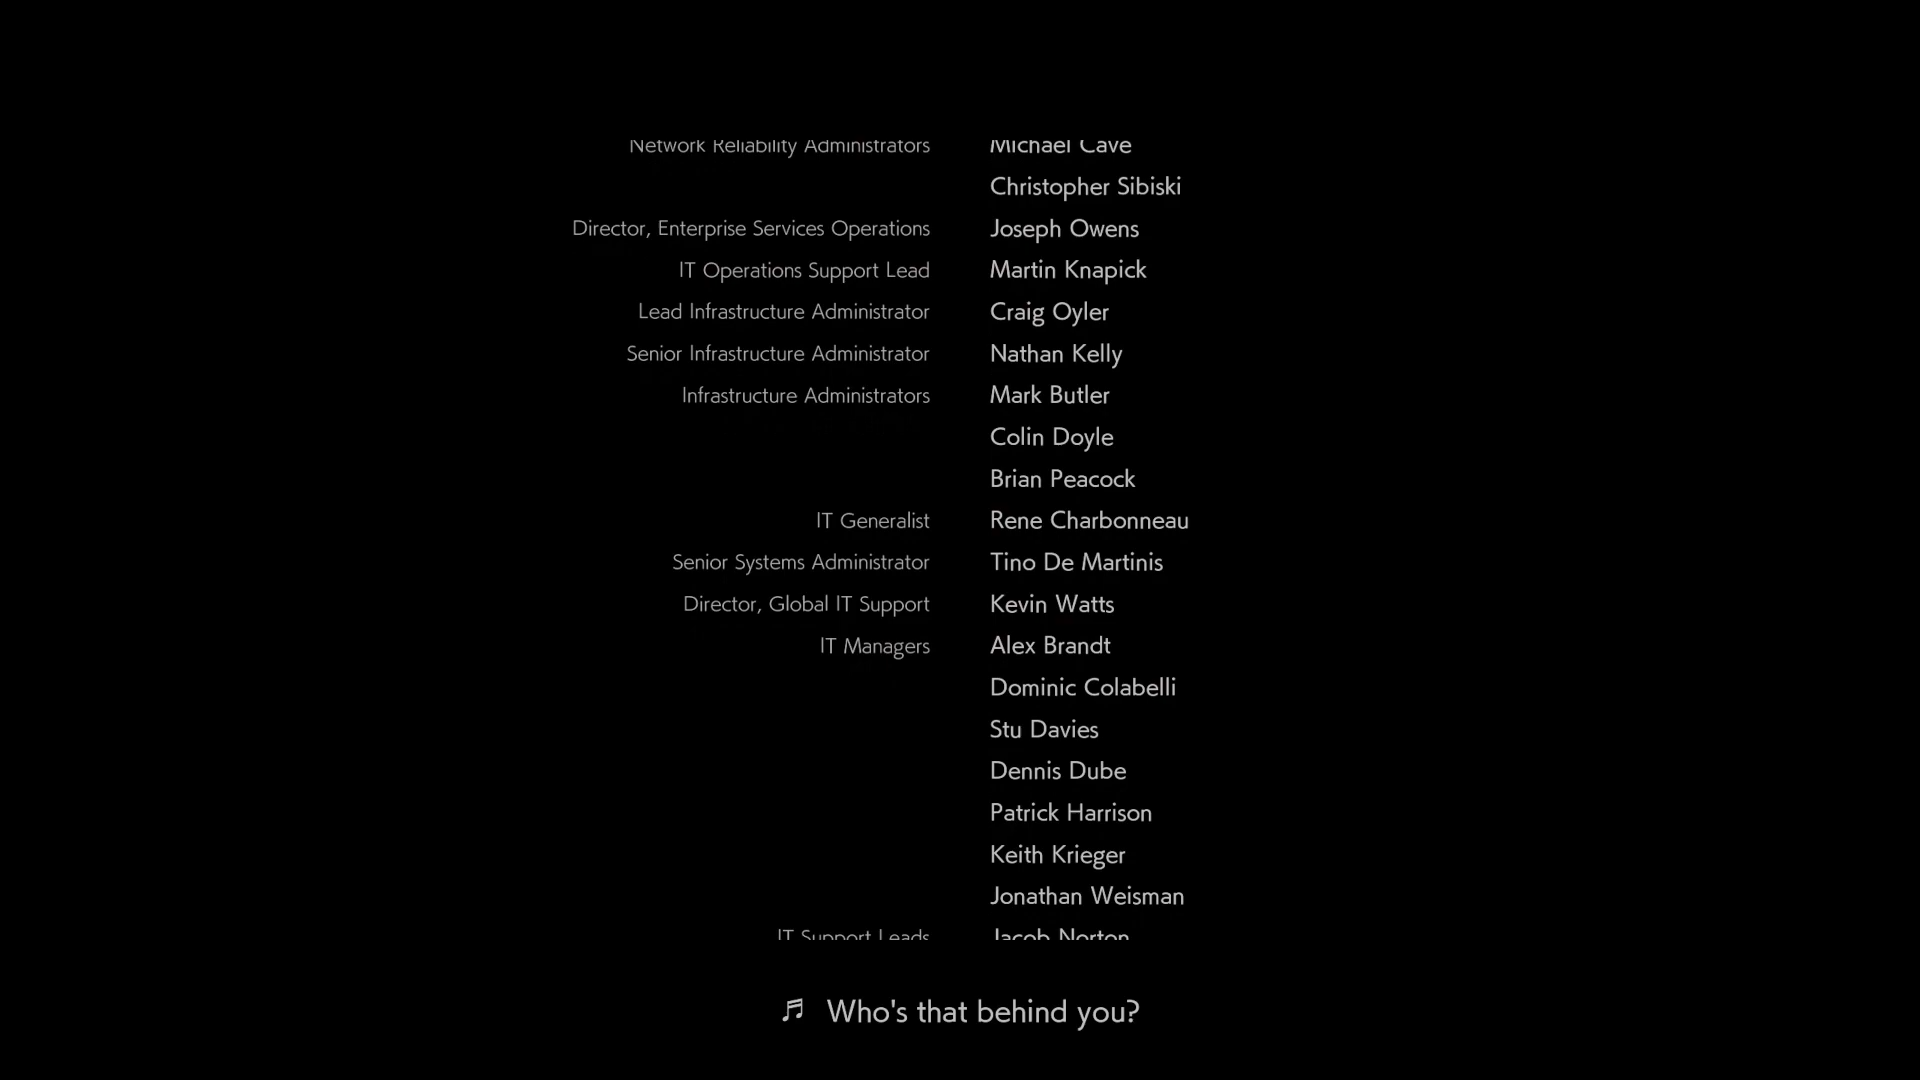 Network Reliability Administrators Michael Cave
Christopher Sibiski
Director, Enterprise Services Operations Joseph Owens
IT Operations Support Lead Martin Knapick
Lead Infrastructure Administrator Craig Oyler
Senior Infrastructure Administrator Nathan Kelly
Infrastructure Administrators Mark Butler
Colin Doyle
Brian Peacock
IT Generalist Rene Charbonneau
Senior Systems Administrator Tino De Martinis
Director, Global IT Support Kevin Watts
IT Managers Alex Brandt
Dominic Colabelli
Stu Davies
Dennis Dube
Patrick Harrison
Keith Krieger
Jonathan Weisman
IT Support Leads Jacob Norton
♬ Who's that behind you?